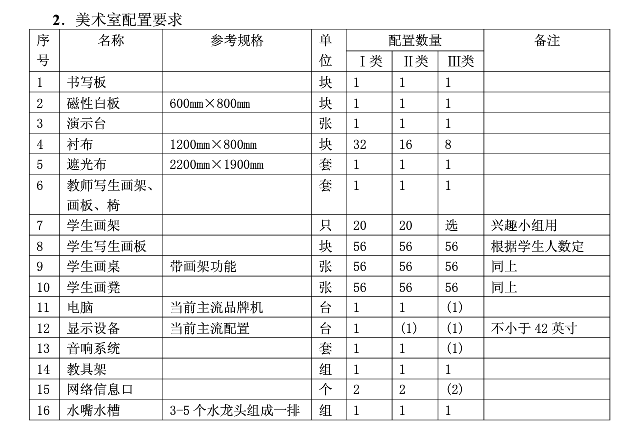 2．美术室配置要求
序号 名称 参考规格 单位 配置数量 备注
Ⅰ类 Ⅱ类 Ⅲ类
1 书写板 块 1 1 1
2 磁性白板 600mm×800mm 块 1 1 1
3 演示台 张 1 1 1
4 衬布 1200mm×800mm 块 32 16 8
5 遮光布 2200mm×1900mm 套 1 1 1
6 教师写生画架、 套 1 1 1
画板、椅
7 学生画架 只 20 20 选 兴趣小组用
8 学生写生画板 块 56 56 56 根据学生人数定
9 学生画桌 带画架功能 张 56 56 56 同上
10 学生画凳 张 56 56 56 同上
11 电脑 当前主流品牌机 台 1 1 (1)
12 显示设备 当前主流配置 台 1 (1) (1) 不小于 42 英寸
13 音响系统 套 1 1 (1)
14 教具架 组 1 1 1
15 网络信息口 个 2 2 (2)
16 水嘴水槽 3-5 个水龙头组成一排 组 1 1 1